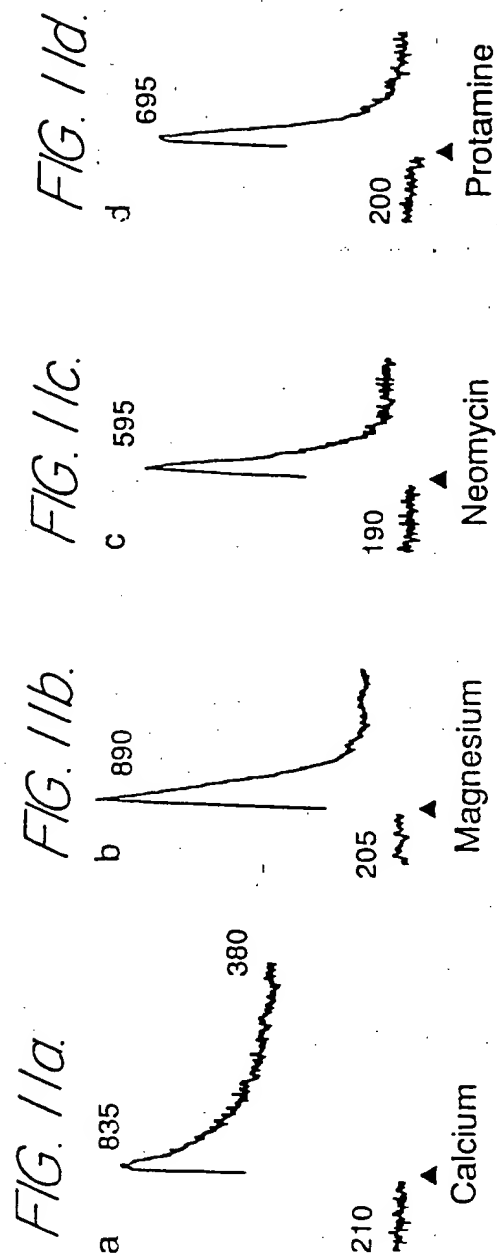 FIG. 11a.
a
835
380
210
Calcium
FIG. 11b.
b
890
205
Magnesium
FIG. 11c.
c
595
190
Neomycin
FIG. 11d.
d
695
200
Protamine